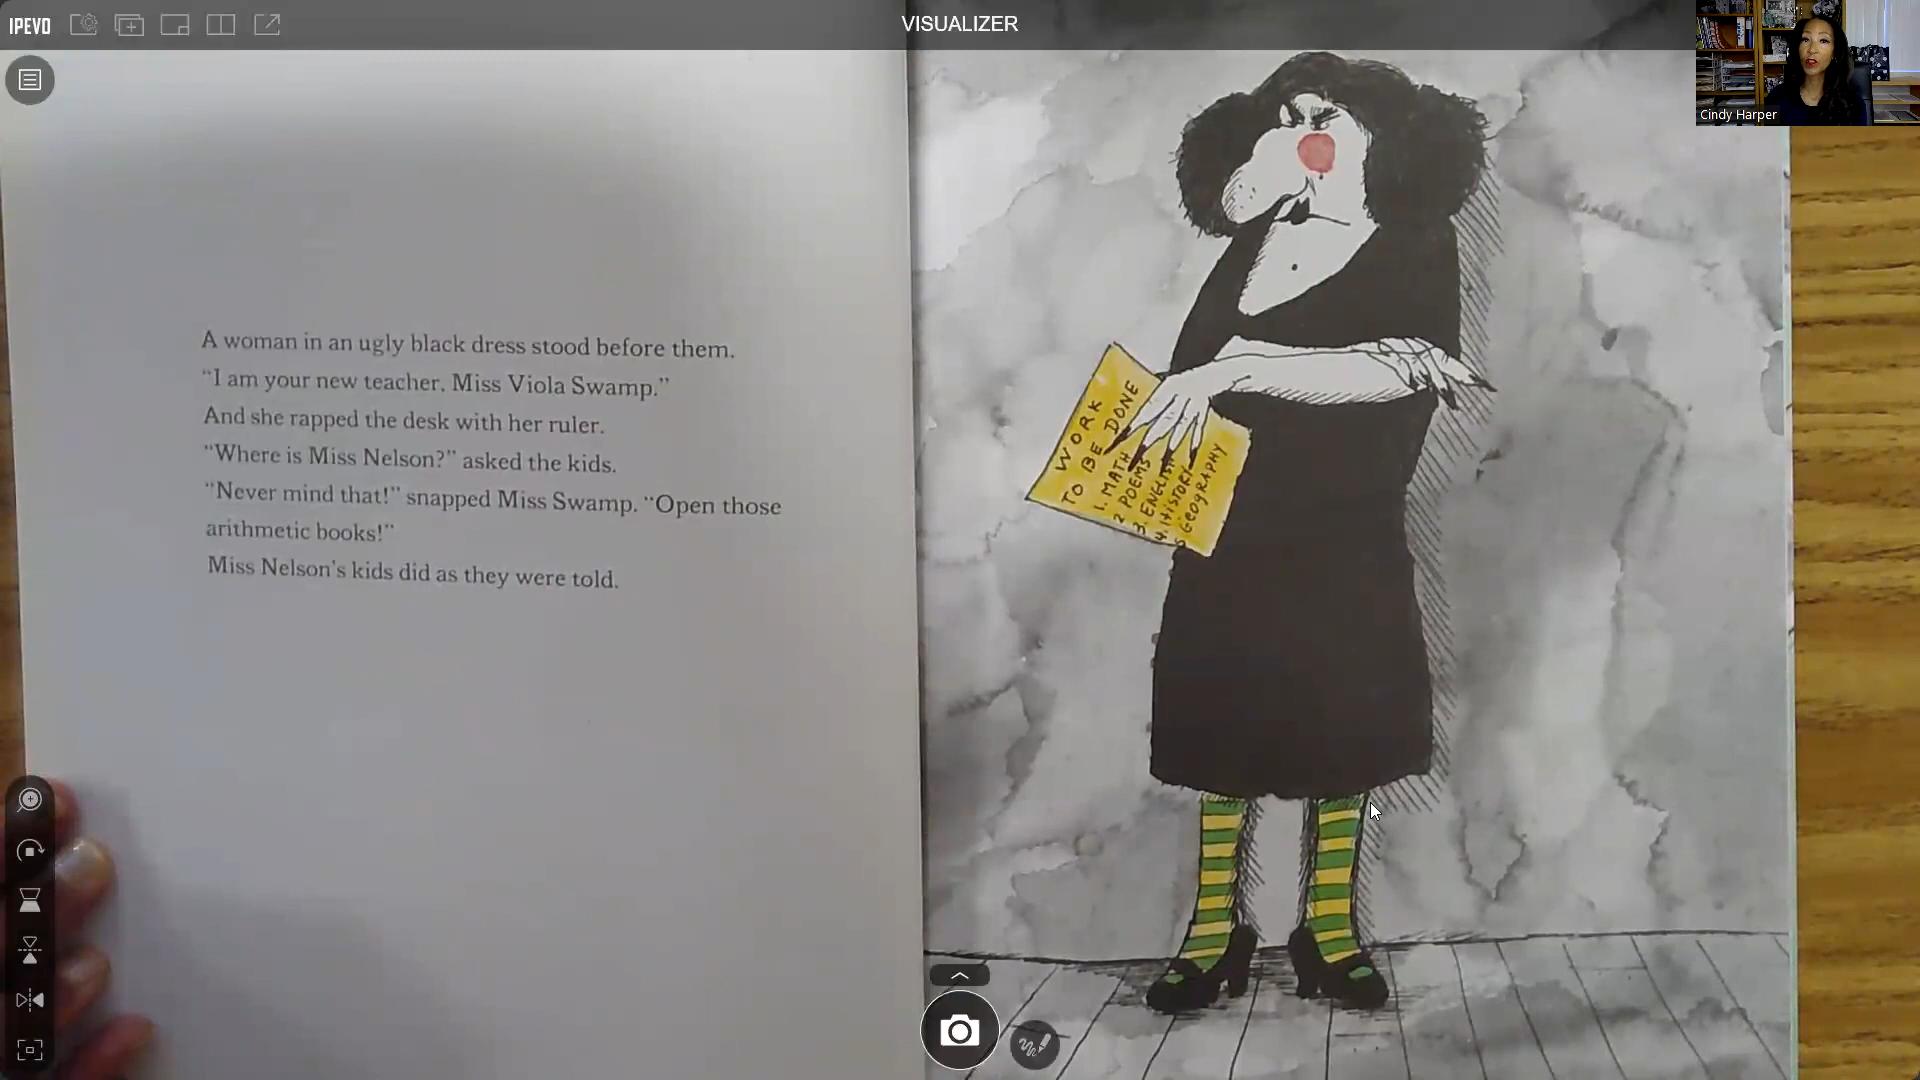 IPEVO
VISUALIZER
Cindy Harper
A woman in an ugly black dress stood before them.
“I am your new teacher, Miss Viola Swamp.”
And she rapped the desk with her ruler.
“Where is Miss Nelson?” asked the kids.
“Never mind that!” snapped Miss Swamp. “Open those
arithmetic books!”
Miss Nelson's kids did as they were told.
WORK
TO BE DONE
1. MATH
2 POEMS
3. ENGLISH
4. HISTORY
5 GEOGRAPHY